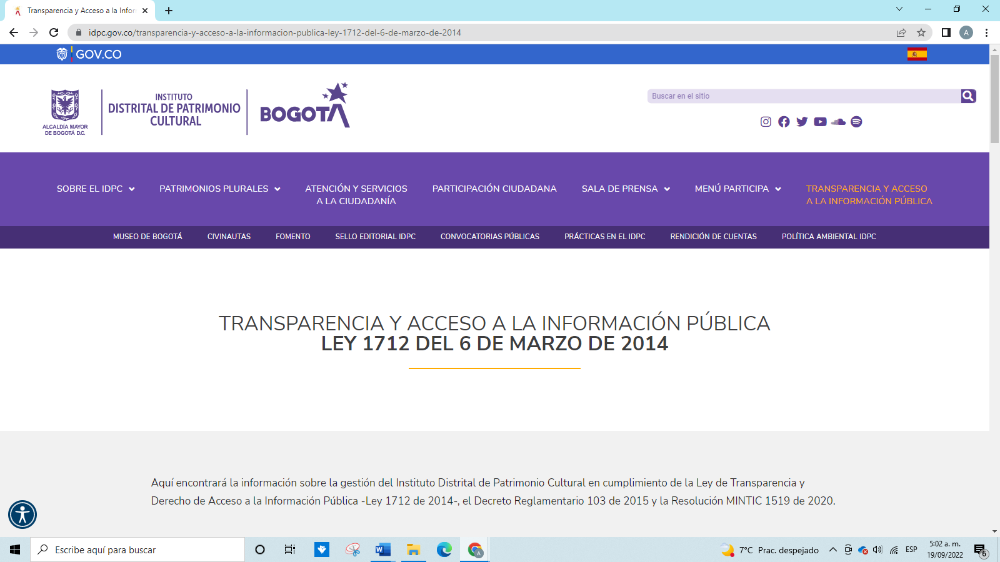 Transparencia y Acceso a la Infor
idpc.gov.co/transparencia-y-acceso-a-la-informacion-publica-ley-1712-del-6-de-marzo-de-2014
A
GOV.CO
ALCALDÍA MAYOR
DE BOGOTÁ D.C.
INSTITUTO
DISTRITAL DE PATRIMONIO
CULTURAL
BOGOTÁ
Buscar en el sitio
SOBRE EL IDPC
PATRIMONIOS PLURALES
ATENCIÓN Y SERVICIOS
A LA CIUDADANÍA
PARTICIPACIÓN CIUDADANA
SALA DE PRENSA
MENÚ PARTICIPA
TRANSPARENCIA Y ACCESO
A LA INFORMACIÓN PÚBLICA
MUSEO DE BOGOTÁ
CIVINAUTAS
FOMENTO
SELLO EDITORIAL IDPC
CONVOCATORIAS PÚBLICAS
PRÁCTICAS EN EL IDPC
RENDICIÓN DE CUENTAS
POLÍTICA AMBIENTAL IDPC
TRANSPARENCIA Y ACCESO A LA INFORMACIÓN PÚBLICA
LEY 1712 DEL 6 DE MARZO DE 2014
Aquí encontrará la información sobre la gestión del Instituto Distrital de Patrimonio Cultural en cumplimiento de la Ley de Transparencia y
Derecho de Acceso a la Información Pública -Ley 1712 de 2014-, el Decreto Reglamentario 103 de 2015 y la Resolución MINTIC 1519 de 2020.
Escribe aquí para buscar
W
A
7°C Prac. despejado
ESP
5:02 a. m.
19/09/2022
6